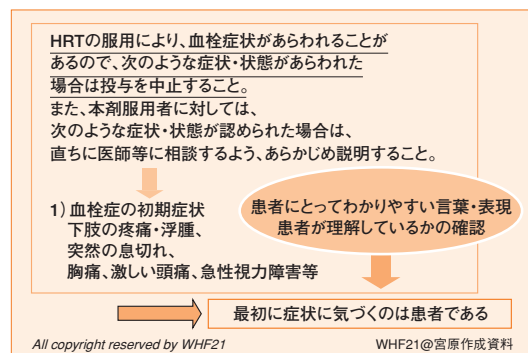 HRTの服用により、血栓症状があらわれることが
あるので、次のような症状・状態があらわれた
場合は投与を中止すること。
また、本剤服用者に対しては、
次のような症状・状態が認められた場合は、
直ちに医師等に相談するよう、あらかじめ説明すること。
1）血栓症の初期症状
下肢の疼痛・浮腫、
突然の息切れ、
胸痛、激しい頭痛、急性視力障害等
患者にとってわかりやすい言葉・表現
患者が理解しているかの確認
最初に症状に気づくのは患者である
All copyright reserved by WHF21
WHF21@宮原作成資料